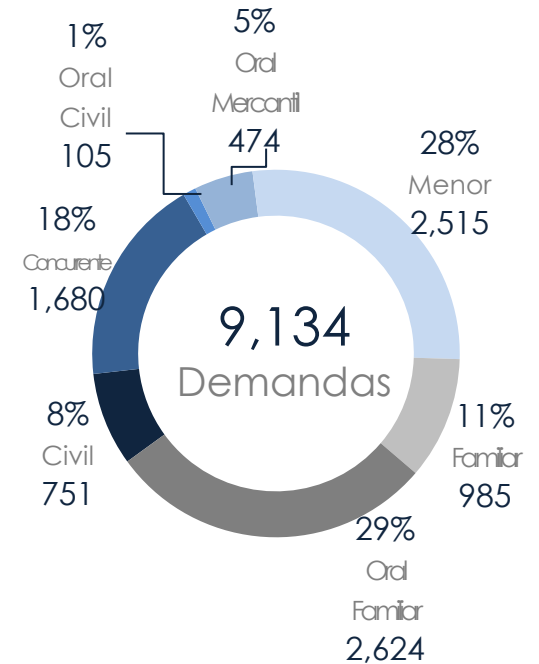 1%
Oral
Civil
105
5%
Oral
Mercantil
474
28%
Menor
2,515
18%
Concurrente
1,680
9,134
Demandas
11%
Familiar
985
8%
Civil
751
29%
Oral
Familiar
2,624